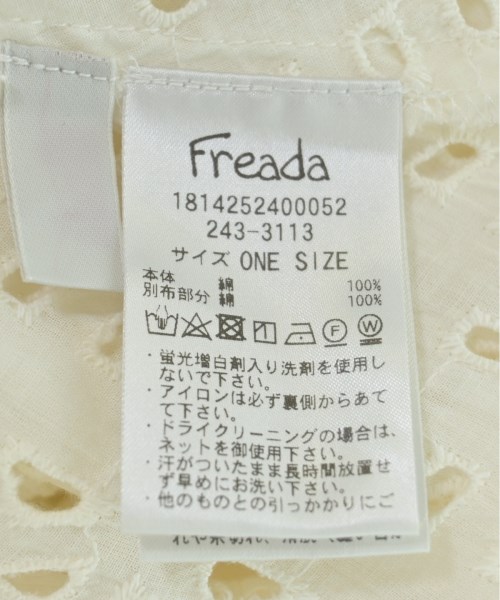 Freada
1814252400052
243-3113
サイズ ONE SIZE
本体 綿 100%
別布部分 綿 100%
F W
・蛍光増白剤入り洗剤を使用し
ないで下さい。
・アイロンは必ず裏側からあて
て下さい。
・ドライクリーニングの場合は、
ネットを御使用下さい。
・汗がついたまま長時間放置せ
ず早めにお洗い下さい。
・他のものとの引っかかりにご